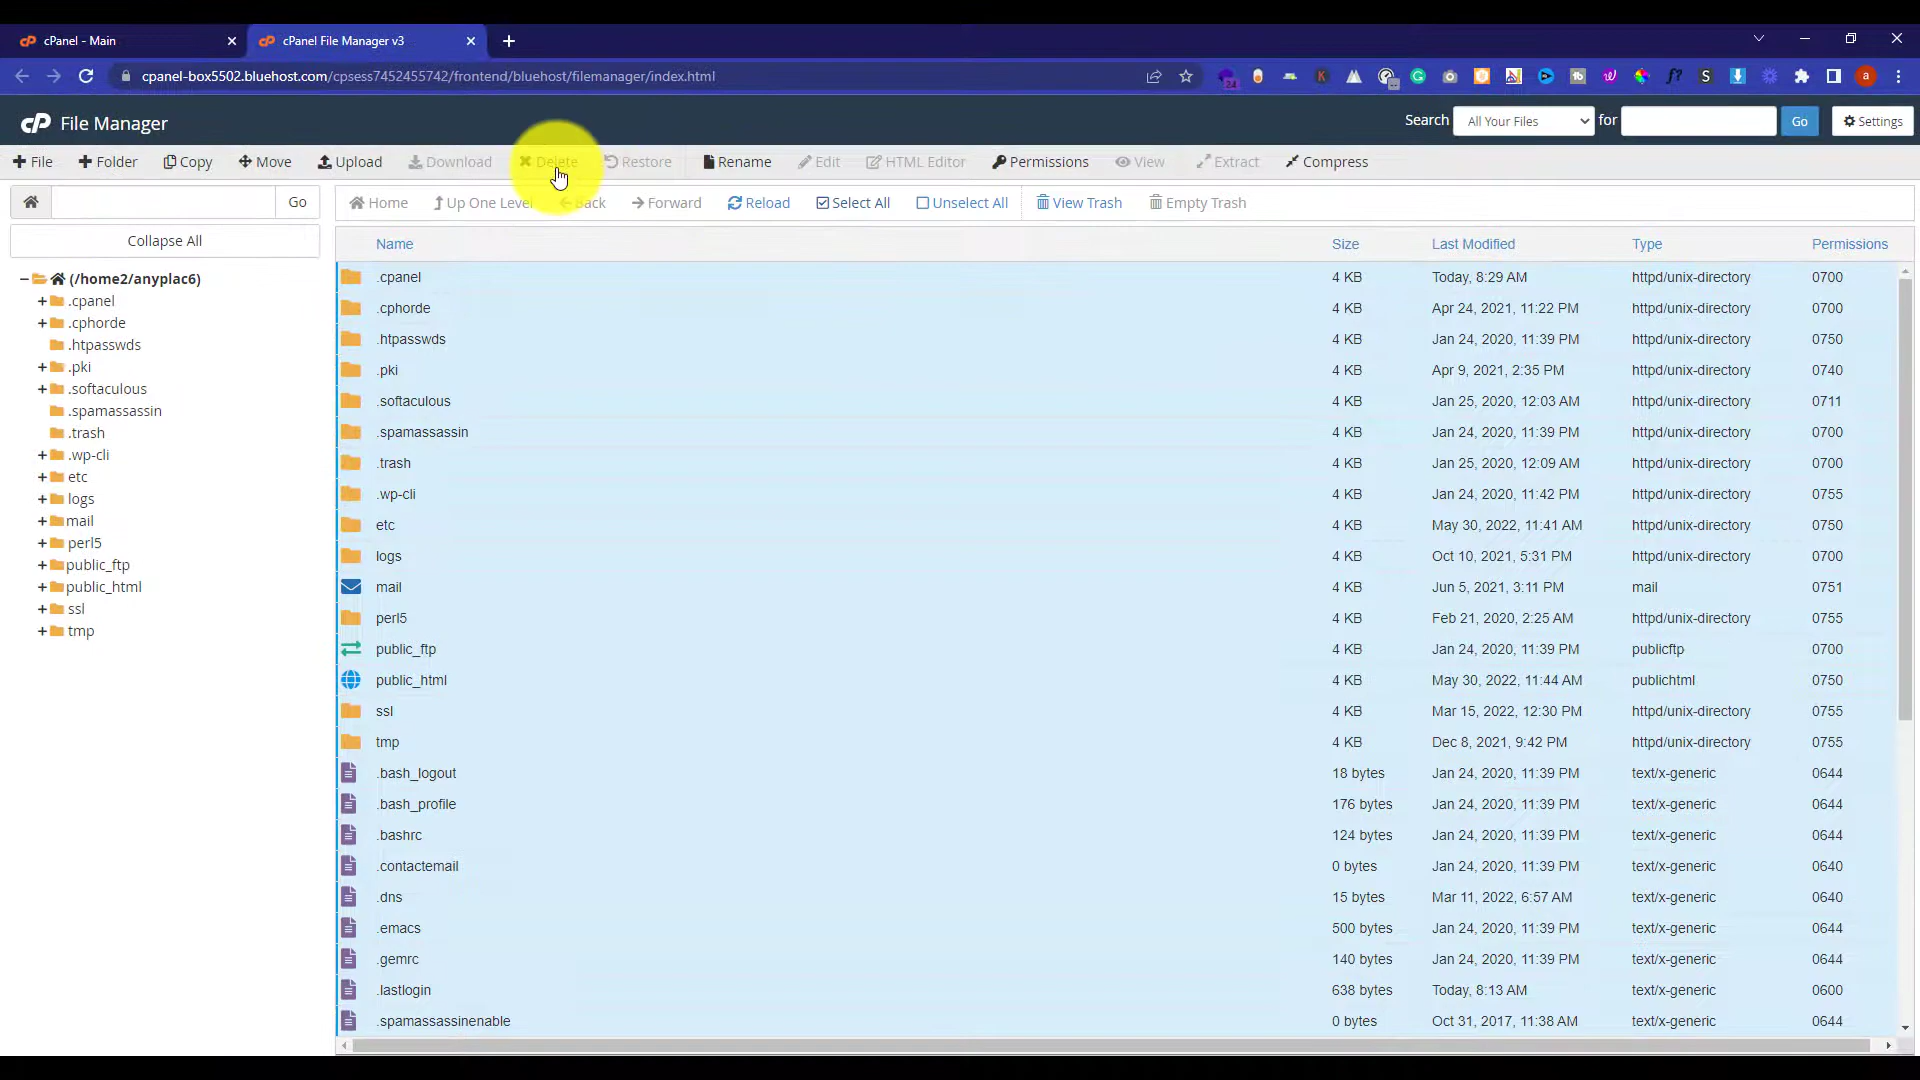 cPanel - Main
cPanel File Manager v3
cpanel-box5502.bluehost.com/cpsess7452455742/frontend/bluehost/filemanager/index.html
24
a
cP File Manager
Search All Your Files for Go Settings
File Folder Copy Move Upload Download Delete Restore Rename Edit HTML Editor Permissions View Extract Compress
Go Home Up One Level Back Forward Reload Select All Unselect All View Trash Empty Trash
Collapse All
(/home2/anyplac6)
.cpanel
.cphorde
.htpasswds
.pki
.softaculous
.spamassassin
.trash
.wp-cli
etc
logs
mail
perl5
public_ftp
public_html
ssl
tmp
Name Size Last Modified Type Permissions
.cpanel 4 KB Today, 8:29 AM httpd/unix-directory 0700
.cphorde 4 KB Apr 24, 2021, 11:22 PM httpd/unix-directory 0700
.htpasswds 4 KB Jan 24, 2020, 11:39 PM httpd/unix-directory 0750
.pki 4 KB Apr 9, 2021, 2:35 PM httpd/unix-directory 0740
.softaculous 4 KB Jan 25, 2020, 12:03 AM httpd/unix-directory 0711
.spamassassin 4 KB Jan 24, 2020, 11:39 PM httpd/unix-directory 0700
.trash 4 KB Jan 25, 2020, 12:09 AM httpd/unix-directory 0700
.wp-cli 4 KB Jan 24, 2020, 11:42 PM httpd/unix-directory 0755
etc 4 KB May 30, 2022, 11:41 AM httpd/unix-directory 0750
logs 4 KB Oct 10, 2021, 5:31 PM httpd/unix-directory 0700
mail 4 KB Jun 5, 2021, 3:11 PM mail 0751
perl5 4 KB Feb 21, 2020, 2:25 AM httpd/unix-directory 0755
public_ftp 4 KB Jan 24, 2020, 11:39 PM publicftp 0700
public_html 4 KB May 30, 2022, 11:44 AM publichtml 0750
ssl 4 KB Mar 15, 2022, 12:30 PM httpd/unix-directory 0755
tmp 4 KB Dec 8, 2021, 9:42 PM httpd/unix-directory 0755
.bash_logout 18 bytes Jan 24, 2020, 11:39 PM text/x-generic 0644
.bash_profile 176 bytes Jan 24, 2020, 11:39 PM text/x-generic 0644
.bashrc 124 bytes Jan 24, 2020, 11:39 PM text/x-generic 0644
.contactemail 0 bytes Jan 24, 2020, 11:39 PM text/x-generic 0640
.dns 15 bytes Mar 11, 2022, 6:57 AM text/x-generic 0640
.emacs 500 bytes Jan 24, 2020, 11:39 PM text/x-generic 0644
.gemrc 140 bytes Jan 24, 2020, 11:39 PM text/x-generic 0644
.lastlogin 638 bytes Today, 8:13 AM text/x-generic 0600
.spamassassinenable 0 bytes Oct 31, 2017, 11:38 AM text/x-generic 0644